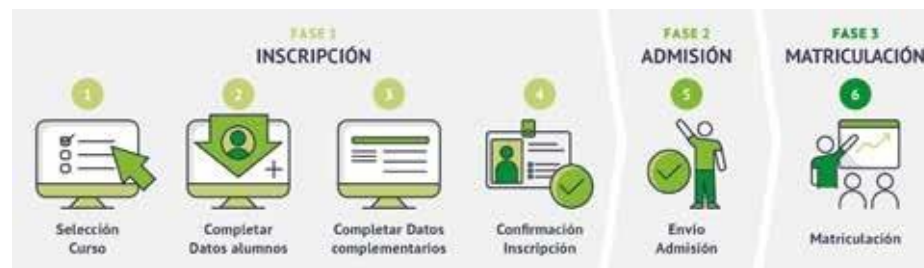 FASE 1
INSCRIPCIÓN
1
Selección
Curso
2
Completar
Datos alumnos
3
Completar Datos
complementarios
4
Confirmación
Inscripción
FASE 2
ADMISIÓN
5
Envío
Admisión
FASE 3
MATRICULACIÓN
6
Matriculación